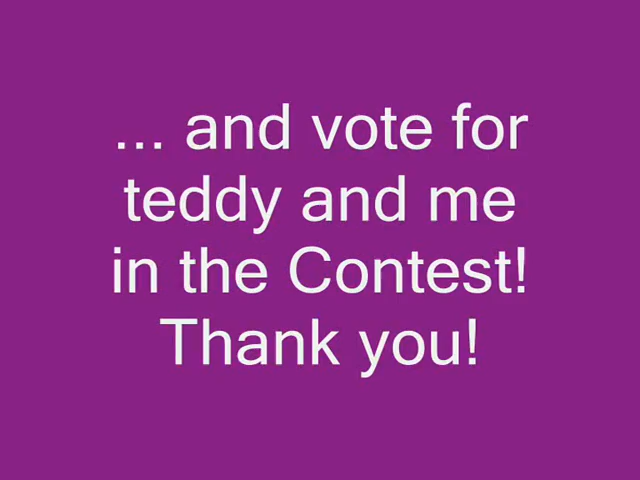 ... and vote for
teddy and me
in the Contest!
Thank you!